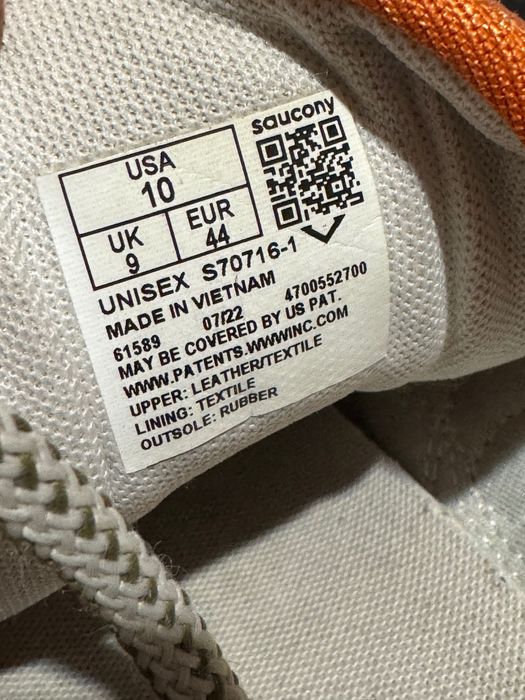 saucony
USA
10
UK
9
EUR
44
UNISEX S70716-1
MADE IN VIETNAM
61589 07/22 4700552700
MAY BE COVERED BY US PAT.
WWW.PATENTS.WWWINC.COM
UPPER: LEATHER/TEXTILE
LINING: TEXTILE
OUTSOLE: RUBBER